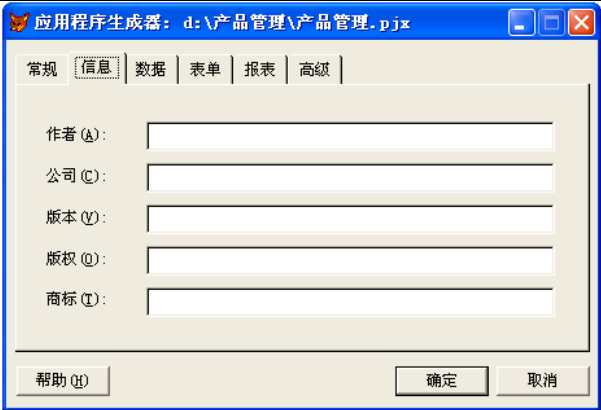 应用程序生成器: d:\产品管理\产品管理.pjx
常规 信息 数据 表单 报表 高级
作者(A):
公司(C):
版本(V):
版权(O):
商标(T):
帮助(H) 确定 取消